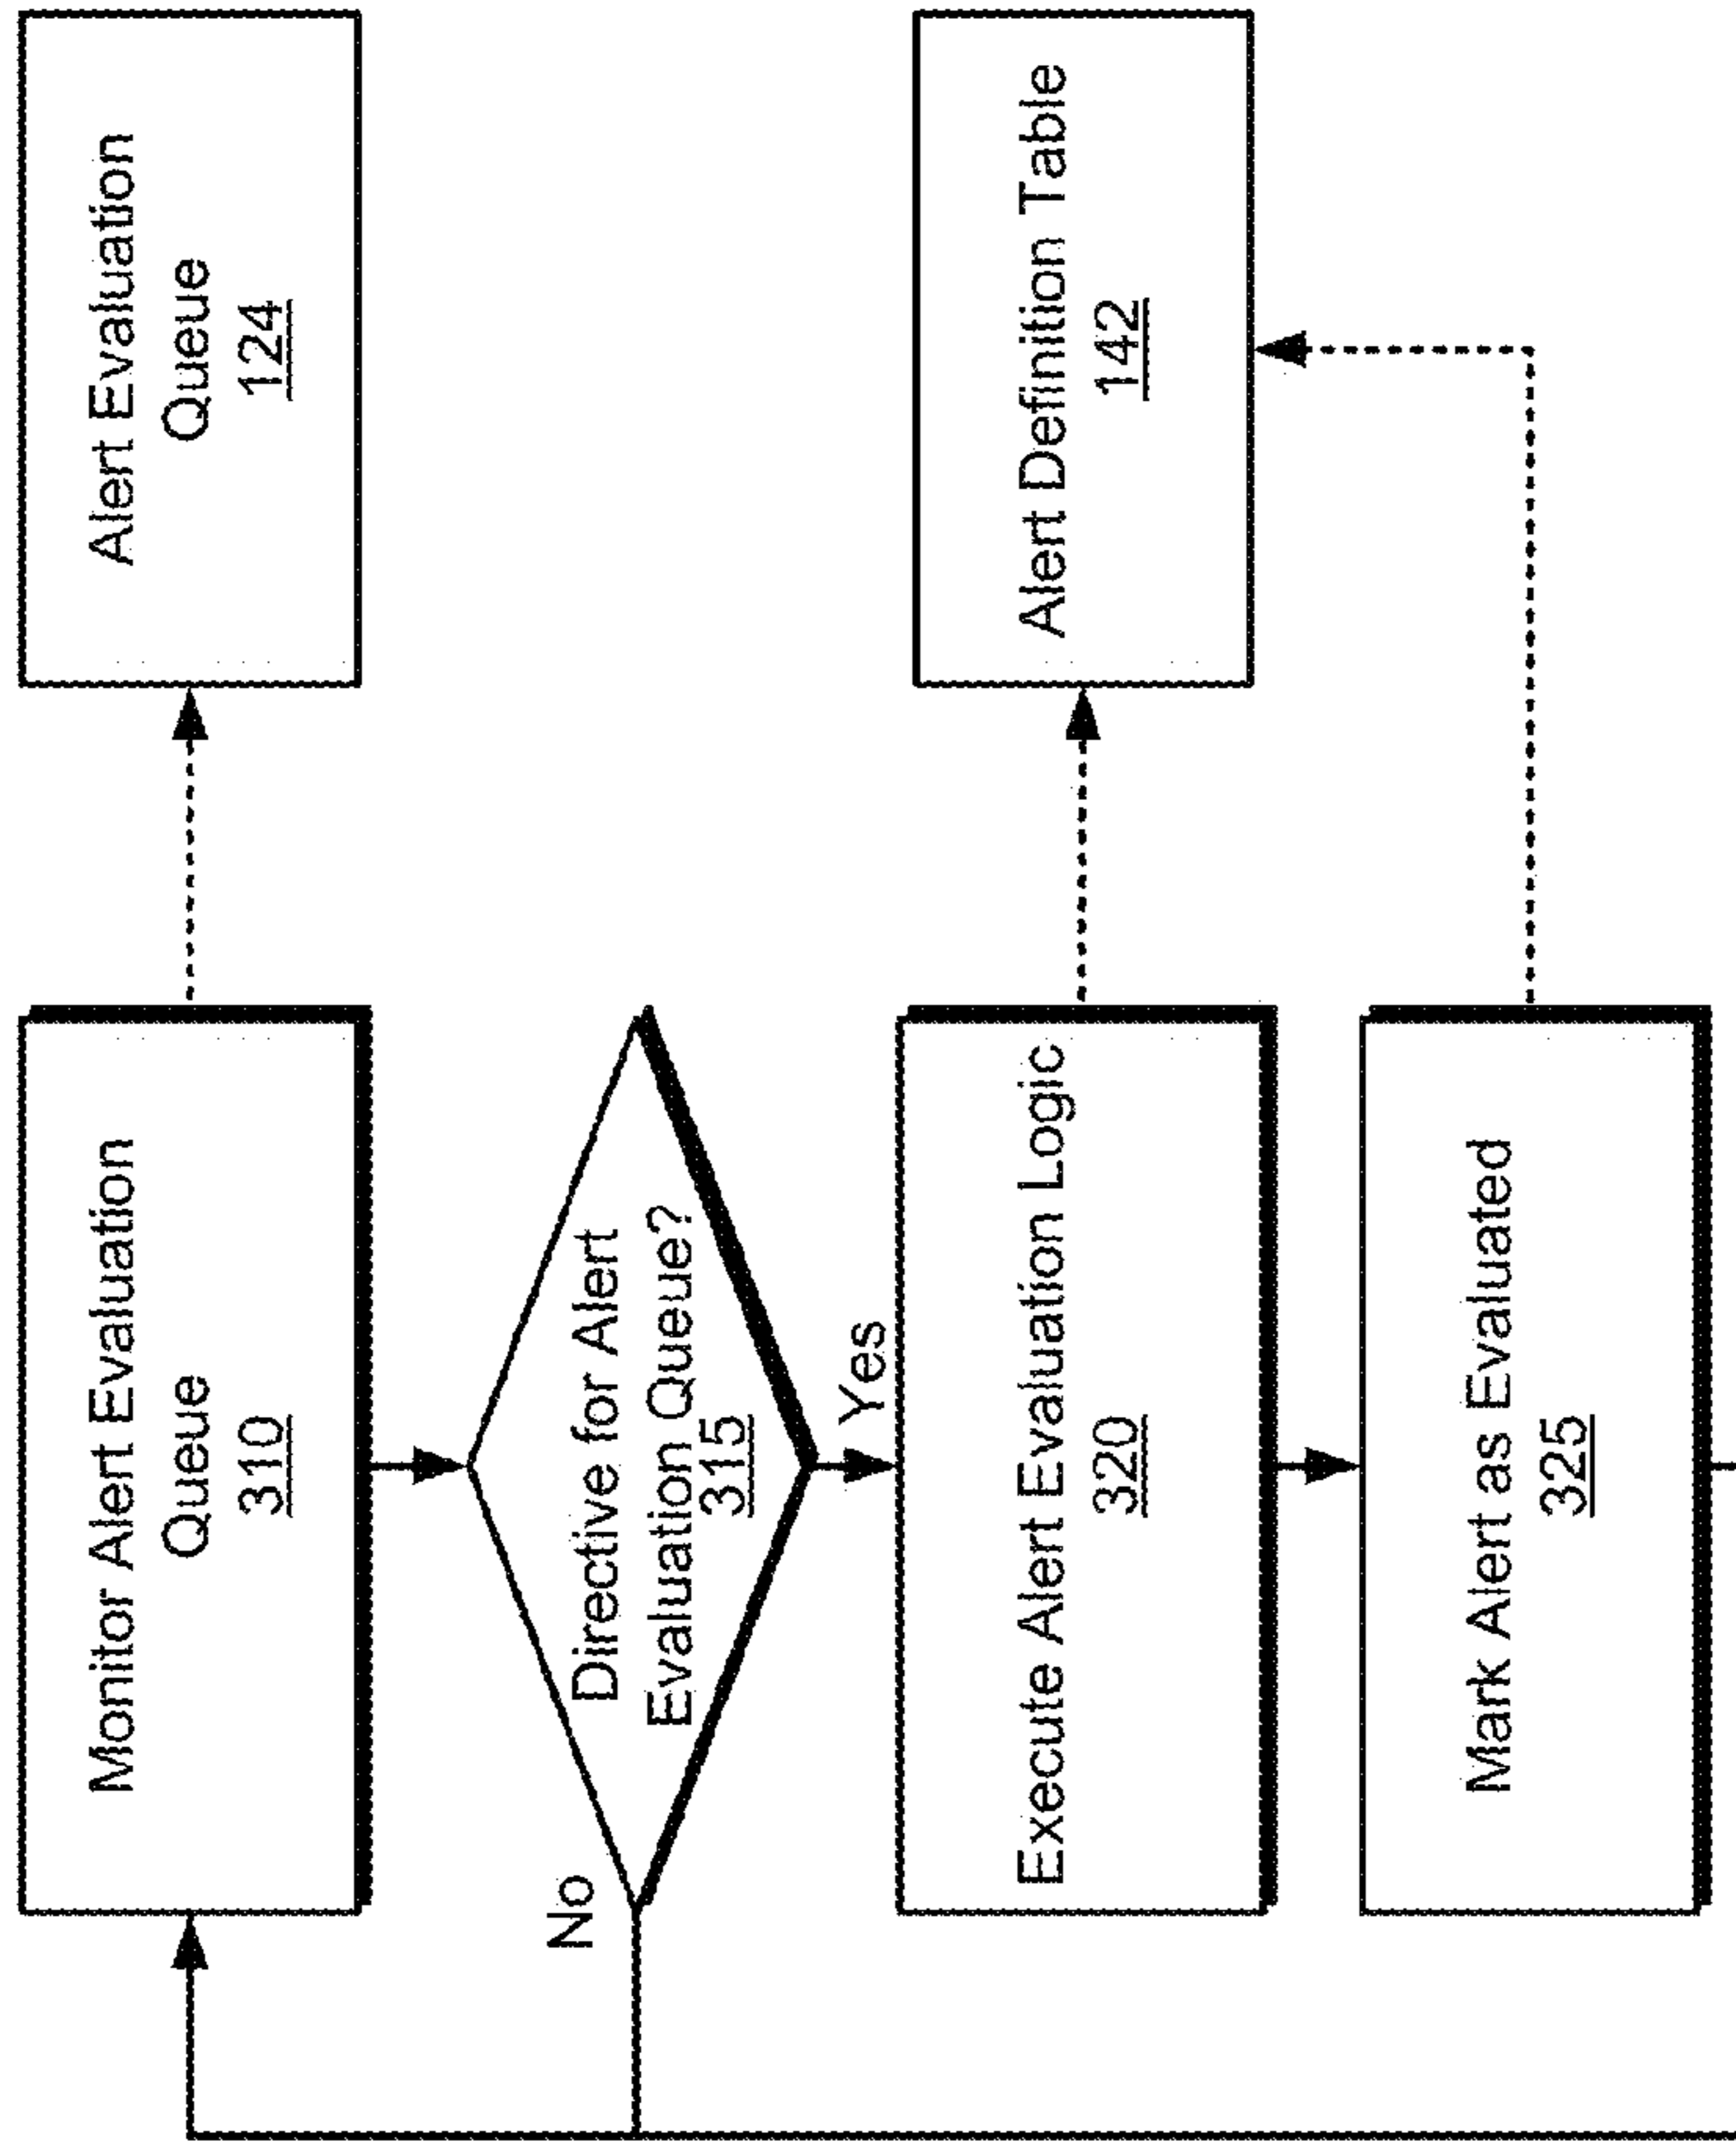 Monitor Alert Evaluation
Queue
310
Alert Evaluation
Queue
124
No
Directive for Alert
Evaluation Queue?
315
Yes
Execute Alert Evaluation Logic
320
Alert Definition Table
142
Mark Alert as Evaluated
325